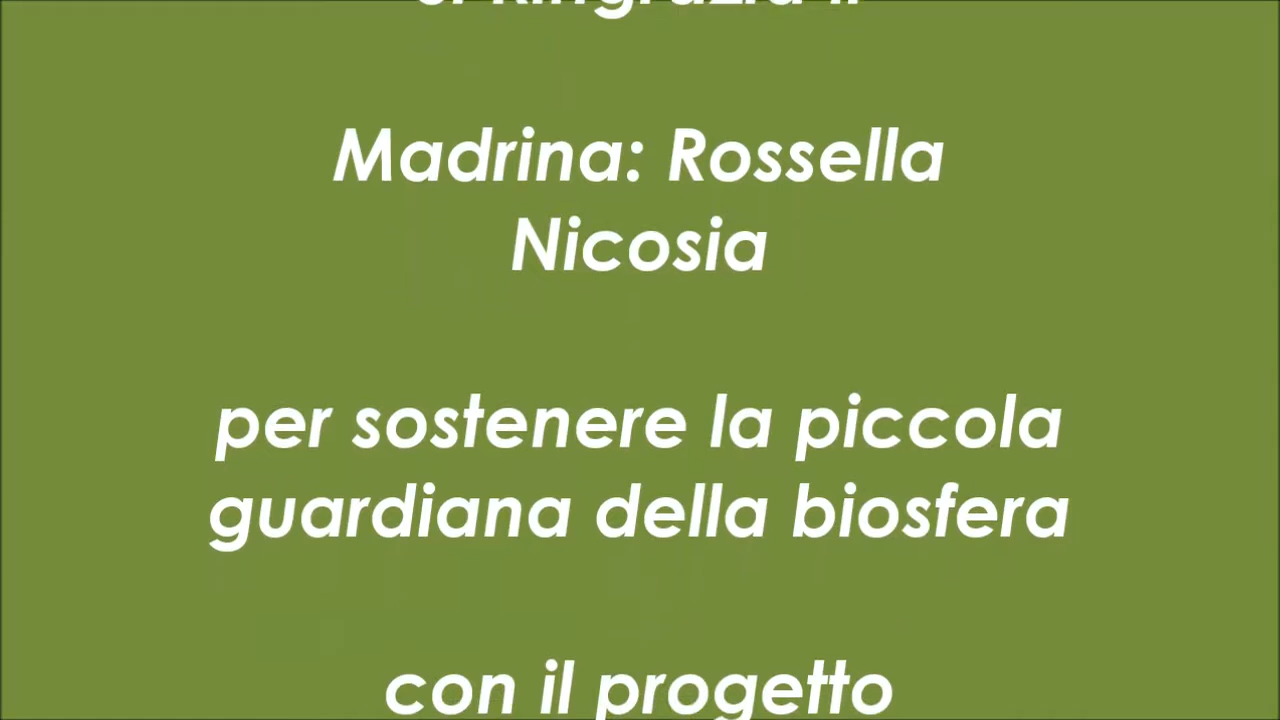 Madrina: Rossella
Nicosia
per sostenere la piccola
guardiana della biosfera
con il progetto